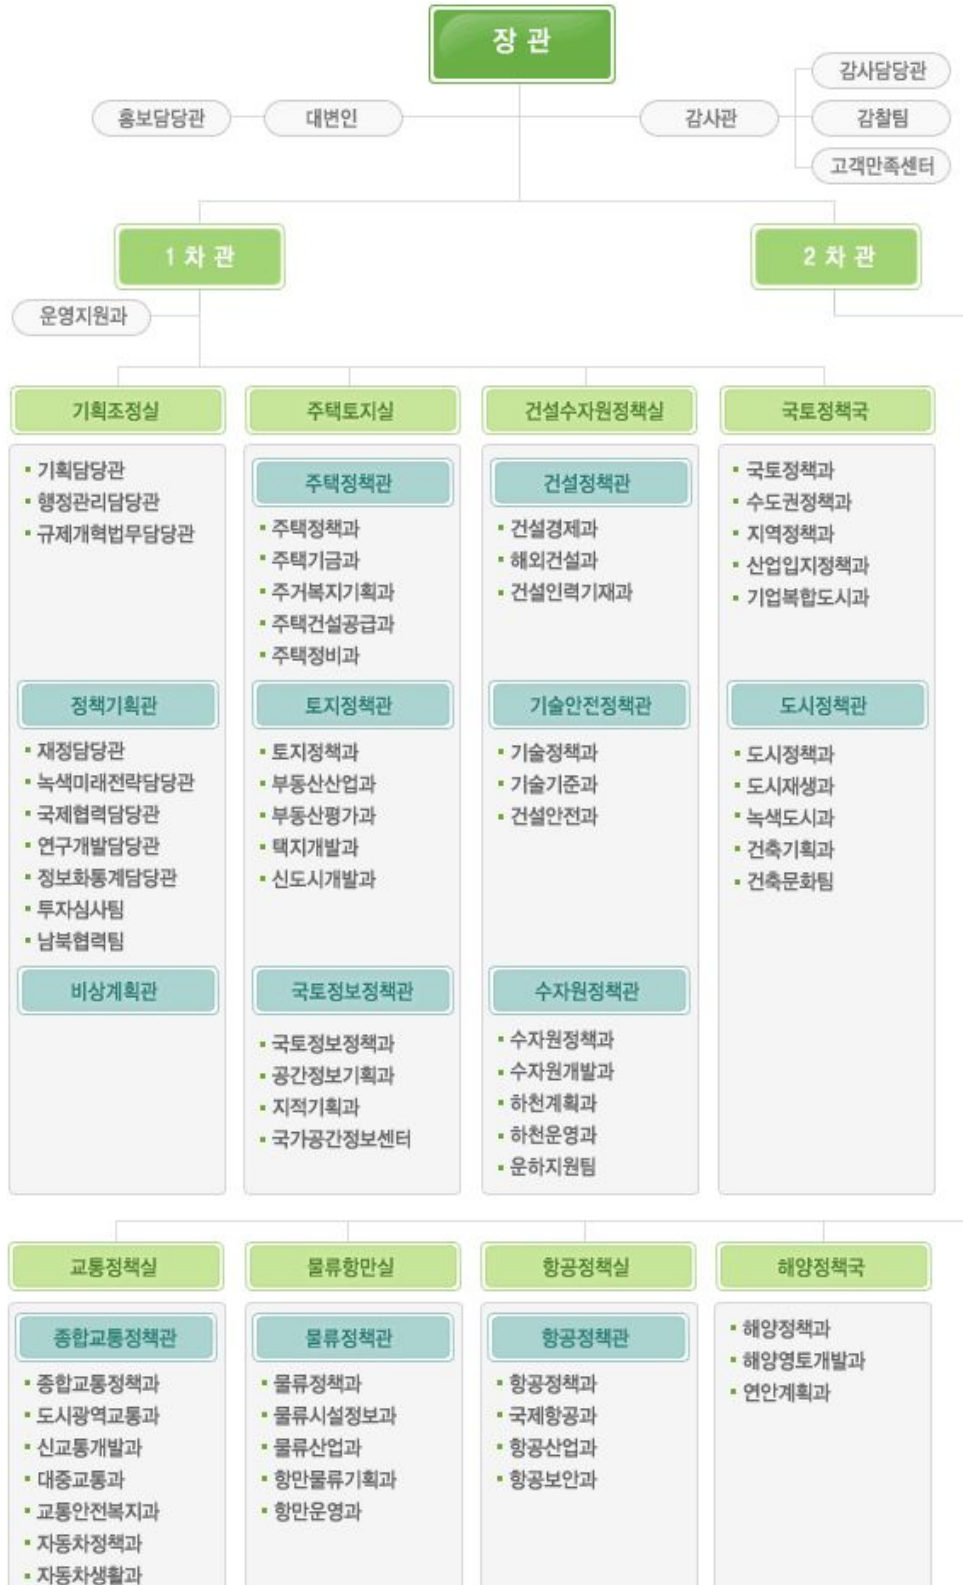 장 관
감사담당관
홍보담당관
대변인
감사관
감찰팀
고객만족센터
1 차 관
2 차 관
운영지원과
기획조정실
기획담당관
행정관리담당관
규제개혁법무담당관
정책기획관
재정담당관
녹색미래전략담당관
국제협력담당관
연구개발담당관
정보화통계담당관
투자심사팀
남북협력팀
비상계획관
주택토지실
주택정책관
주택정책과
주택기금과
주거복지기획과
주택건설공급과
주택정비과
토지정책관
토지정책과
부동산산업과
부동산평가과
택지개발과
신도시개발과
국토정보정책관
국토정보정책과
공간정보기획과
지적기획과
국가공간정보센터
건설수자원정책실
건설정책관
건설경제과
해외건설과
건설인력기재과
기술안전정책관
기술정책과
기술기준과
건설안전과
수자원정책관
수자원정책과
수자원개발과
하천계획과
하천운영과
운하지원팀
국토정책국
국토정책과
수도권정책과
지역정책과
산업입지정책과
기업복합도시과
도시정책관
도시정책과
도시재생과
녹색도시과
건축기획과
건축문화팀
교통정책실
종합교통정책관
종합교통정책과
도시광역교통과
신교통개발과
대중교통과
교통안전복지과
자동차정책과
자동차생활과
물류항만실
물류정책관
물류정책과
물류시설정보과
물류산업과
항만물류기획과
항만운영과
항공정책실
항공정책관
항공정책과
국제항공과
항공산업과
항공보안과
해양정책국
해양정책과
해양영토개발과
연안계획과